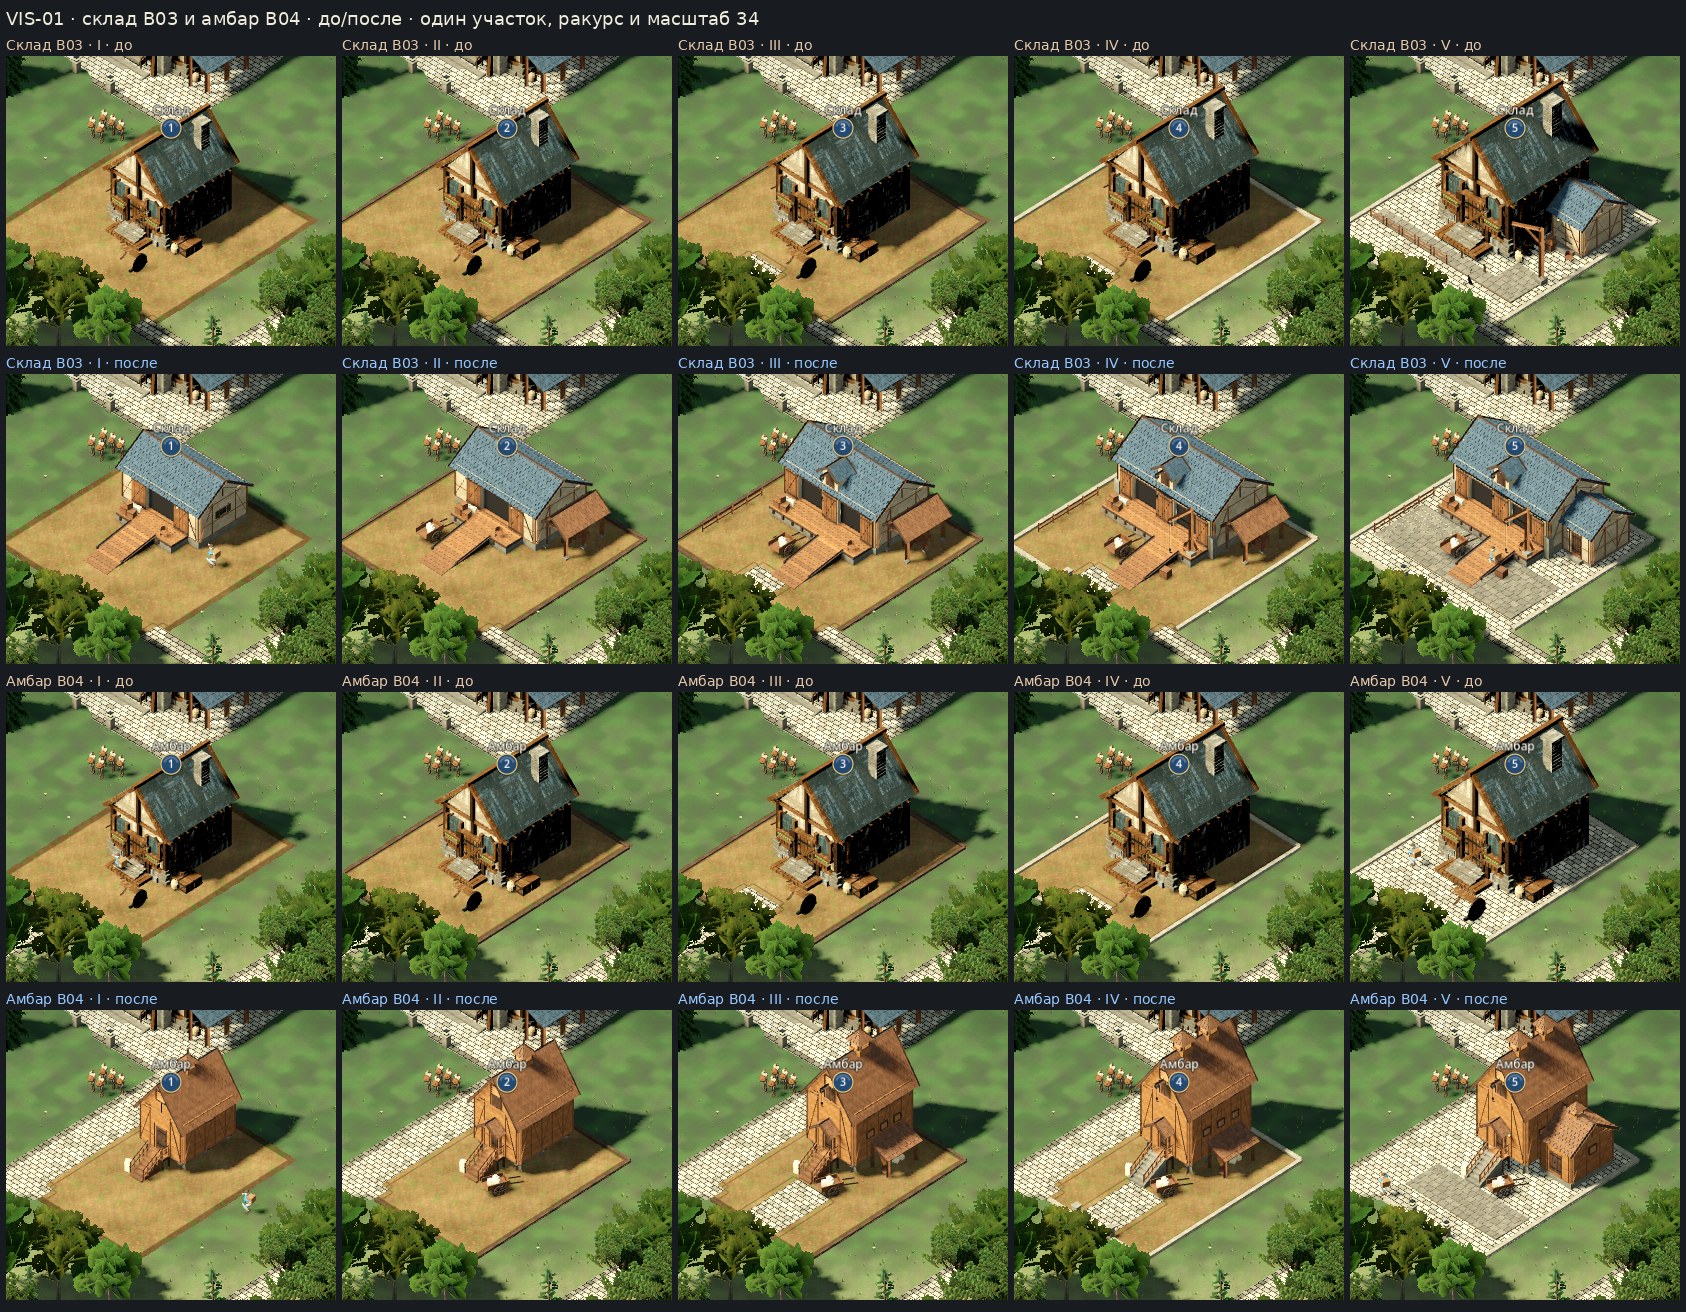 VIS-01 · склад B03 и амбар B04 · до/после · один участок, ракурс и масштаб 34
Склад B03 · I · до
Склад B03 · II · до
Склад B03 · III · до
Склад B03 · IV · до
Склад B03 · V · до
Склад
1
Склад
2
Склад
3
Склад
4
Склад
5
Склад B03 · I · после
Склад B03 · II · после
Склад B03 · III · после
Склад B03 · IV · после
Склад B03 · V · после
Склад
1
Склад
2
Склад
3
Склад
4
Склад
5
Амбар B04 · I · до
Амбар B04 · II · до
Амбар B04 · III · до
Амбар B04 · IV · до
Амбар B04 · V · до
Амбар
1
Амбар
2
Амбар
3
Амбар
4
Амбар
5
Амбар B04 · I · после
Амбар B04 · II · после
Амбар B04 · III · после
Амбар B04 · IV · после
Амбар B04 · V · после
Амбар
1
Амбар
2
Амбар
3
Амбар
4
Амбар
5